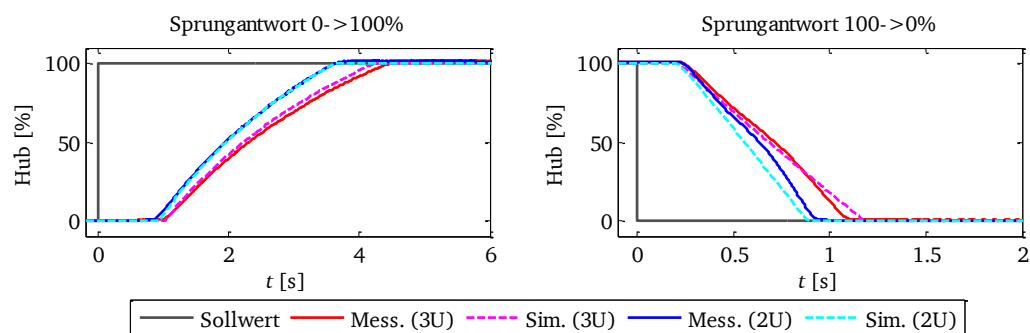 Sprungantwort 0->100%
Hub [%]
100
50
0
0 2 4 6
t [s]
Sprungantwort 100->0%
Hub [%]
100
50
0
0 0.5 1 1.5 2
t [s]
Sollwert Mess. (3U) Sim. (3U) Mess. (2U) Sim. (2U)